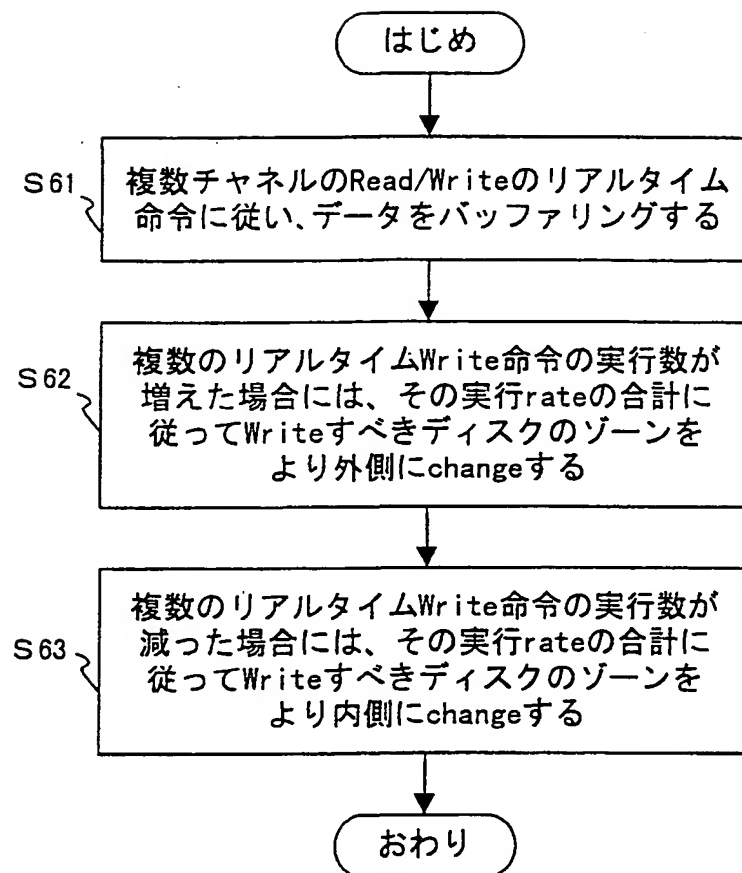 はじめ
S61
複数チャネルのRead/Writeのリアルタイム
命令に従い、データをバッファリングする
S62
複数のリアルタイムWrite命令の実行数が
増えた場合には、その実行rateの合計に
従ってWriteすべきディスクのゾーンを
より外側にchangeする
S63
複数のリアルタイムWrite命令の実行数が
減った場合には、その実行rateの合計に
従ってWriteすべきディスクのゾーンを
より内側にchangeする
おわり